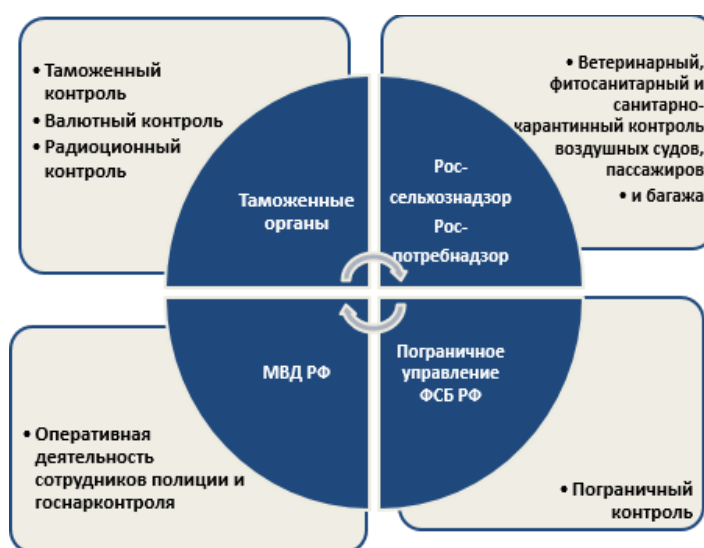 • Таможенный
контроль
• Валютный контроль
• Радиоционный
контроль
• Ветеринарный,
фитосанитарный и
санитарно-
карантинный контроль
воздушных судов,
пассажиров
• и багажа
Таможенные
органы
Рос-
сельхознадзор
Рос-
потребнадзор
МВД РФ
Пограничное
управление
ФСБ РФ
• Оперативная
деятельность
сотрудников полиции и
госнарконтроля
• Пограничный
контроль